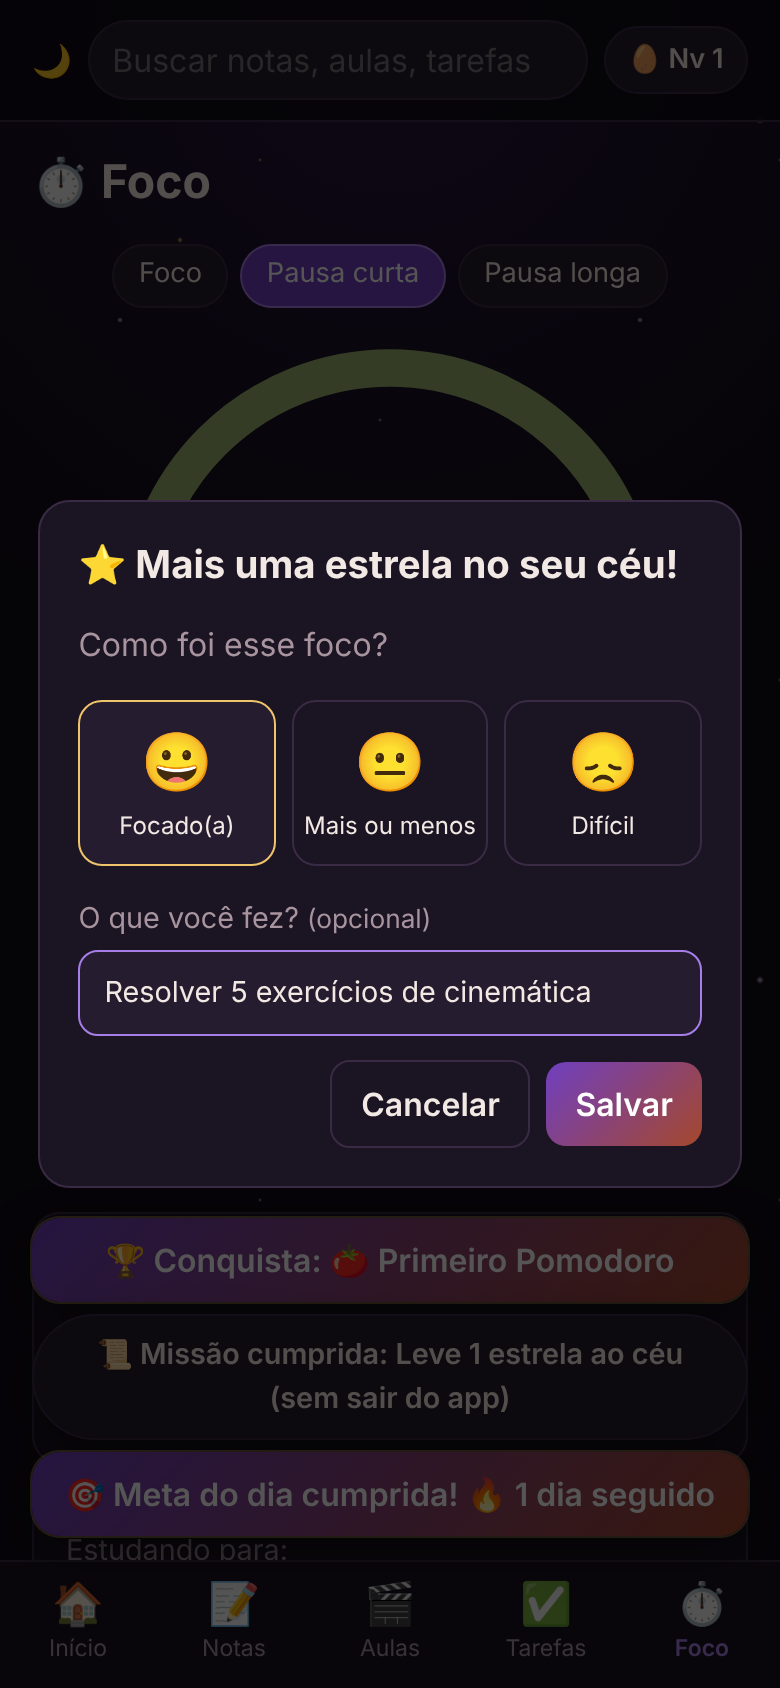 Buscar notas, aulas, tarefas
Nv 1
Foco
Foco
Pausa curta
Pausa longa
Mais uma estrela no seu céu!
Como foi esse foco?
Focado(a)
Mais ou menos
Difícil
O que você fez? (opcional)
Resolver 5 exercícios de cinemática
Cancelar
Salvar
Conquista: 🍅 Primeiro Pomodoro
Missão cumprida: Leve 1 estrela ao céu
(sem sair do app)
Meta do dia cumprida! 🔥 1 dia seguido
Estudando para:
Início
Notas
Aulas
Tarefas
Foco